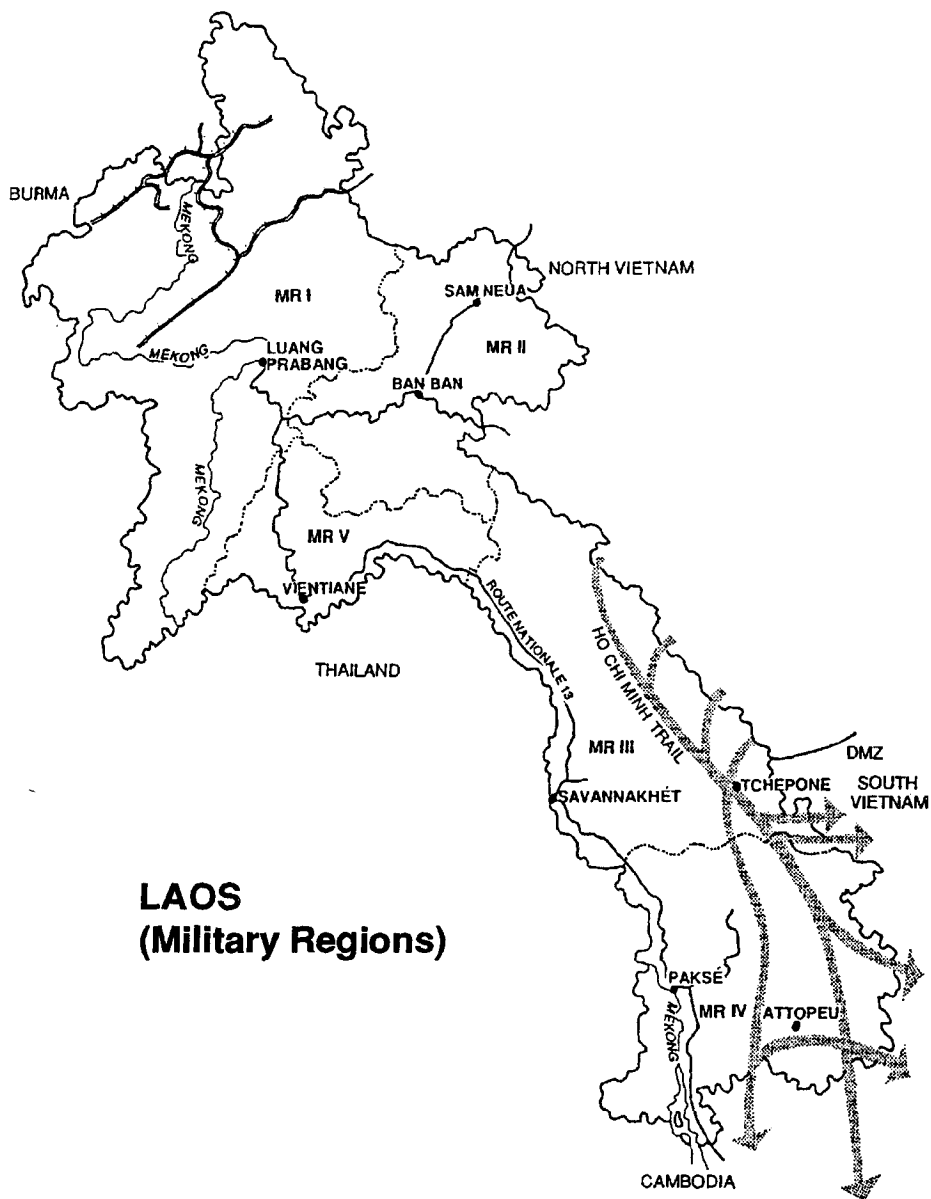 BURMA
MEKONG
NORTH VIETNAM
SAM NEUA
MR I
MR II
MEKONG
LUANG
PRABANG
BAN BAN
MEKONG
MR V
VIENTIANE
ROUTE NATIONALE 13
HO CHI MINH TRAIL
THAILAND
MR III
DMZ
TCHEPONE
SOUTH
VIETNAM
SAVANNAKHÉT
LAOS
(Military Regions)
PAKSÉ
MR IV
ATTOPEU
MEKONG
CAMBODIA